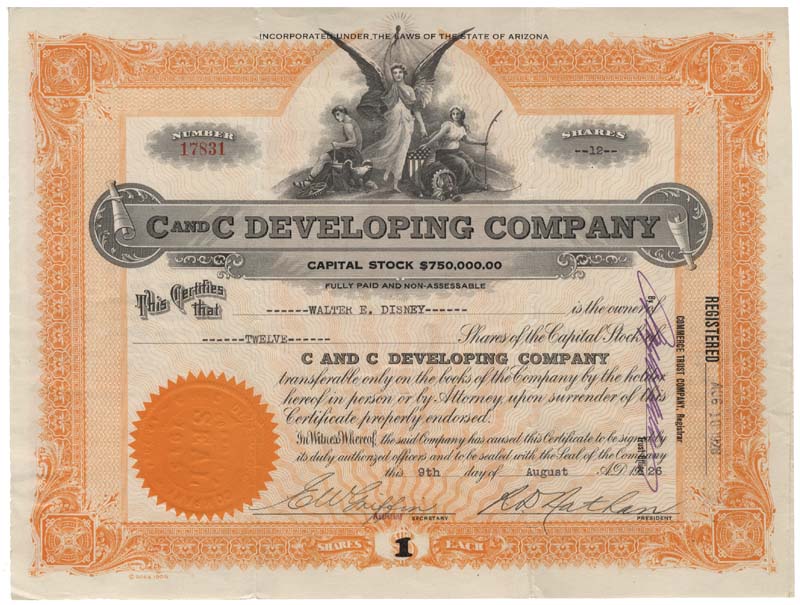 INCORPORATED UNDER THE LAWS OF THE STATE OF ARIZONA
NUMBER
17831
SHARES
--12--
C AND C DEVELOPING COMPANY
CAPITAL STOCK $750,000.00
FULLY PAID AND NON-ASSESSABLE
This Certifies that ------WALTER E. DISNEY------ is the owner of
------TWELVE------ Shares of the Capital Stock of
C AND C DEVELOPING COMPANY
transferable only on the books of the Company by the holder
hereof in person or by Attorney upon surrender of this
Certificate properly endorsed.
In Witness Whereof, the said Company has caused this Certificate to be signed by
its duly authorized officers and to be sealed with the Seal of the Company
this 9th day of August A.D. 1926
SECRETARY
R D Nathan
PRESIDENT
SHARES 1 EACH
REGISTERED AUG 10 1926
COMMERCE TRUST COMPANY, Registrar
By